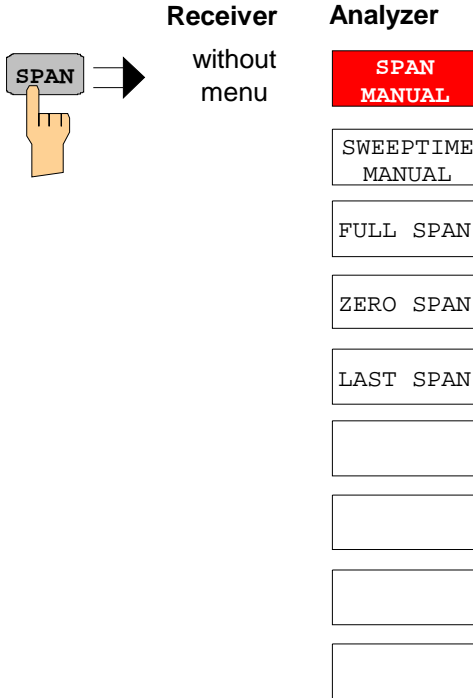 Receiver Analyzer
SPAN
without
menu
SPAN
MANUAL
SWEEPTIME
MANUAL
FULL SPAN
ZERO SPAN
LAST SPAN